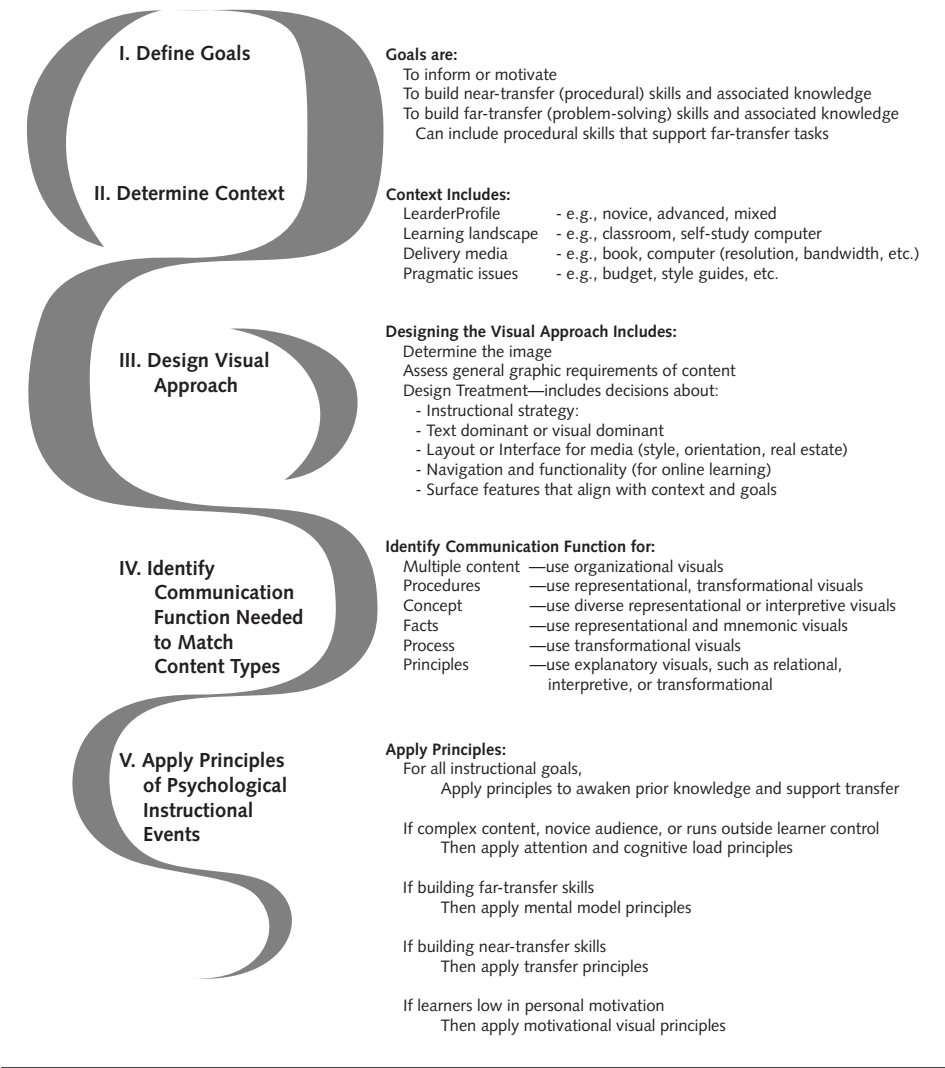 I. Define Goals
Goals are:
To inform or motivate
To build near-transfer (procedural) skills and associated knowledge
To build far-transfer (problem-solving) skills and associated knowledge
Can include procedural skills that support far-transfer tasks
II. Determine Context
Context Includes:
LearderProfile - e.g., novice, advanced, mixed
Learning landscape - e.g., classroom, self-study computer
Delivery media - e.g., book, computer (resolution, bandwidth, etc.)
Pragmatic issues - e.g., budget, style guides, etc.
III. Design Visual
Approach
Designing the Visual Approach Includes:
Determine the image
Assess general graphic requirements of content
Design Treatment—includes decisions about:
- Instructional strategy:
- Text dominant or visual dominant
- Layout or Interface for media (style, orientation, real estate)
- Navigation and functionality (for online learning)
- Surface features that align with context and goals
IV. Identify
Communication
Function Needed
to Match
Content Types
Identify Communication Function for:
Multiple content —use organizational visuals
Procedures —use representational, transformational visuals
Concept —use diverse representational or interpretive visuals
Facts —use representational and mnemonic visuals
Process —use transformational visuals
Principles —use explanatory visuals, such as relational,
interpretive, or transformational
V. Apply Principles
of Psychological
Instructional
Events
Apply Principles:
For all instructional goals,
Apply principles to awaken prior knowledge and support transfer
If complex content, novice audience, or runs outside learner control
Then apply attention and cognitive load principles
If building far-transfer skills
Then apply mental model principles
If building near-transfer skills
Then apply transfer principles
If learners low in personal motivation
Then apply motivational visual principles